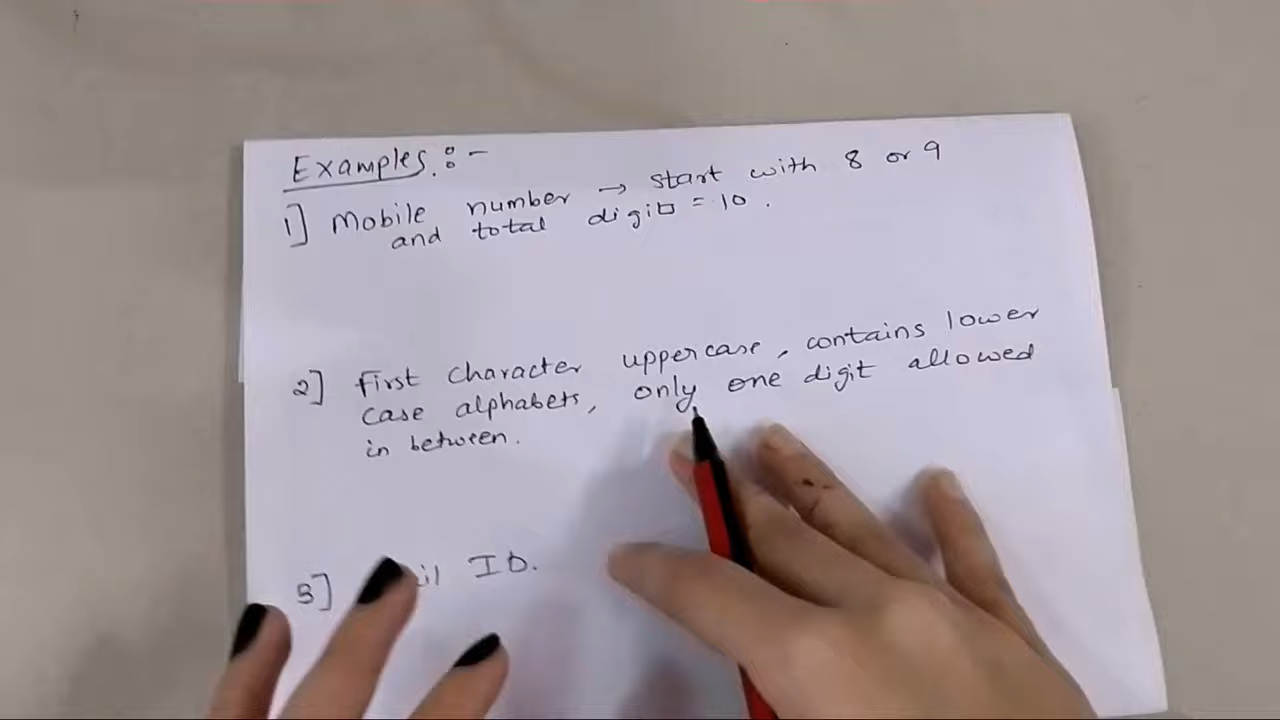 Examples :-
1] Mobile number → start with 8 or 9
and total digit = 10 .
2] First character uppercase, contains lower
case alphabets, only one digit allowed
in between.
3] ID.